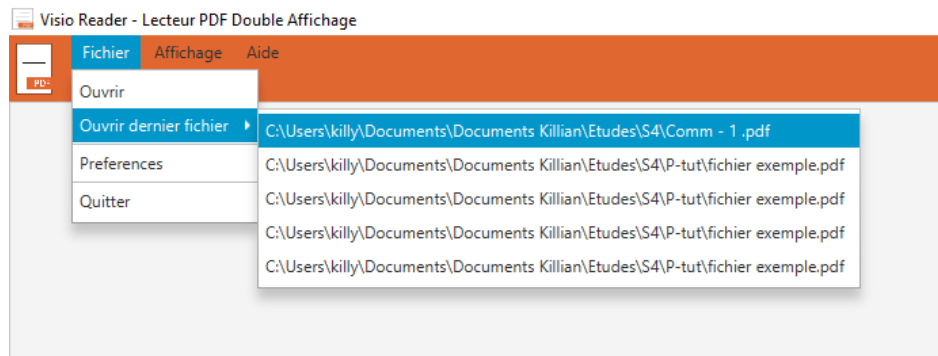 Visio Reader - Lecteur PDF Double Affichage
Fichier Affichage Aide
PD-
Ouvrir
Ouvrir dernier fichier
C:\Users\killy\Documents\Documents Killian\Etudes\S4\Comm - 1 .pdf
C:\Users\killy\Documents\Documents Killian\Etudes\S4\P-tut\fichier exemple.pdf
C:\Users\killy\Documents\Documents Killian\Etudes\S4\P-tut\fichier exemple.pdf
C:\Users\killy\Documents\Documents Killian\Etudes\S4\P-tut\fichier exemple.pdf
C:\Users\killy\Documents\Documents Killian\Etudes\S4\P-tut\fichier exemple.pdf
Preferences
Quitter